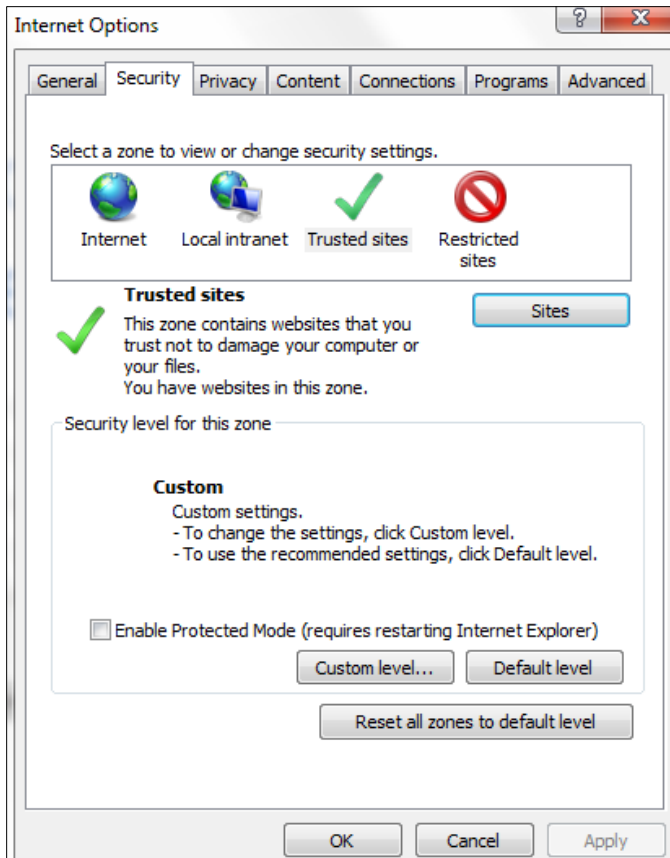 Internet Options
General Security Privacy Content Connections Programs Advanced
Select a zone to view or change security settings.
Internet Local intranet Trusted sites Restricted sites
Trusted sites
Sites
This zone contains websites that you
trust not to damage your computer or
your files.
You have websites in this zone.
Security level for this zone
Custom
Custom settings.
- To change the settings, click Custom level.
- To use the recommended settings, click Default level.
Enable Protected Mode (requires restarting Internet Explorer)
Custom level... Default level
Reset all zones to default level
OK Cancel Apply